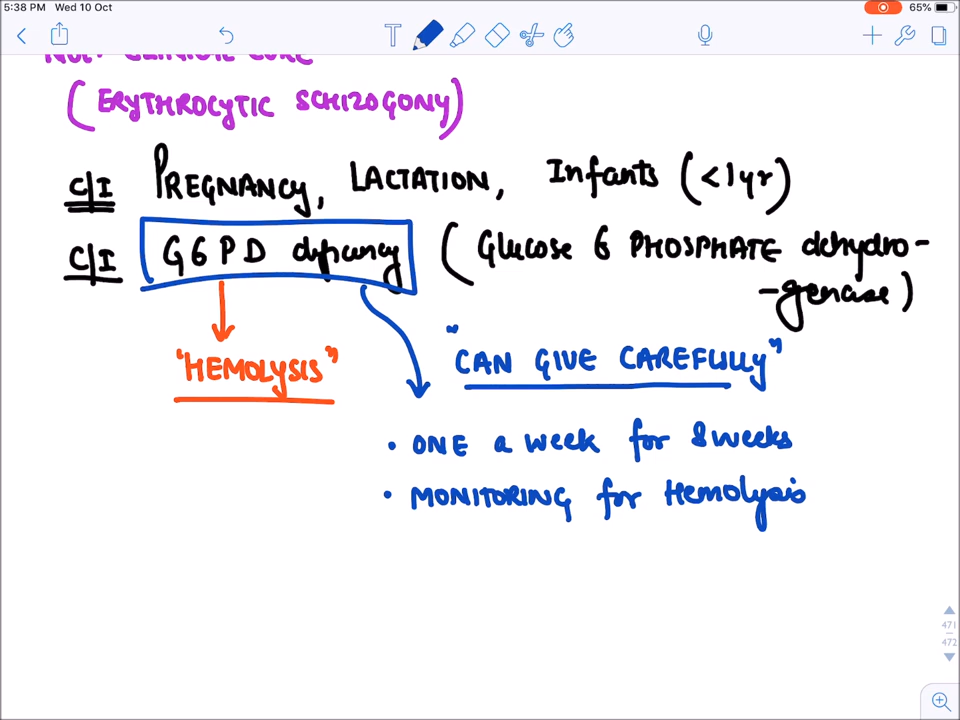 5:38 PM Wed 10 Oct
65%
T
(ERYTHROCYTIC SCHIZOGONY)
C/I PREGNANCY, LACTATION, Infants (<1yr)
C/I G6PD (Glucose 6 PHOSPHATE dehydro-
-genase)
"HEMOLYSIS"
"CAN GIVE CAREFULLY"
• ONE a week for 8 weeks
• MONITORING for Hemolysis
471
472